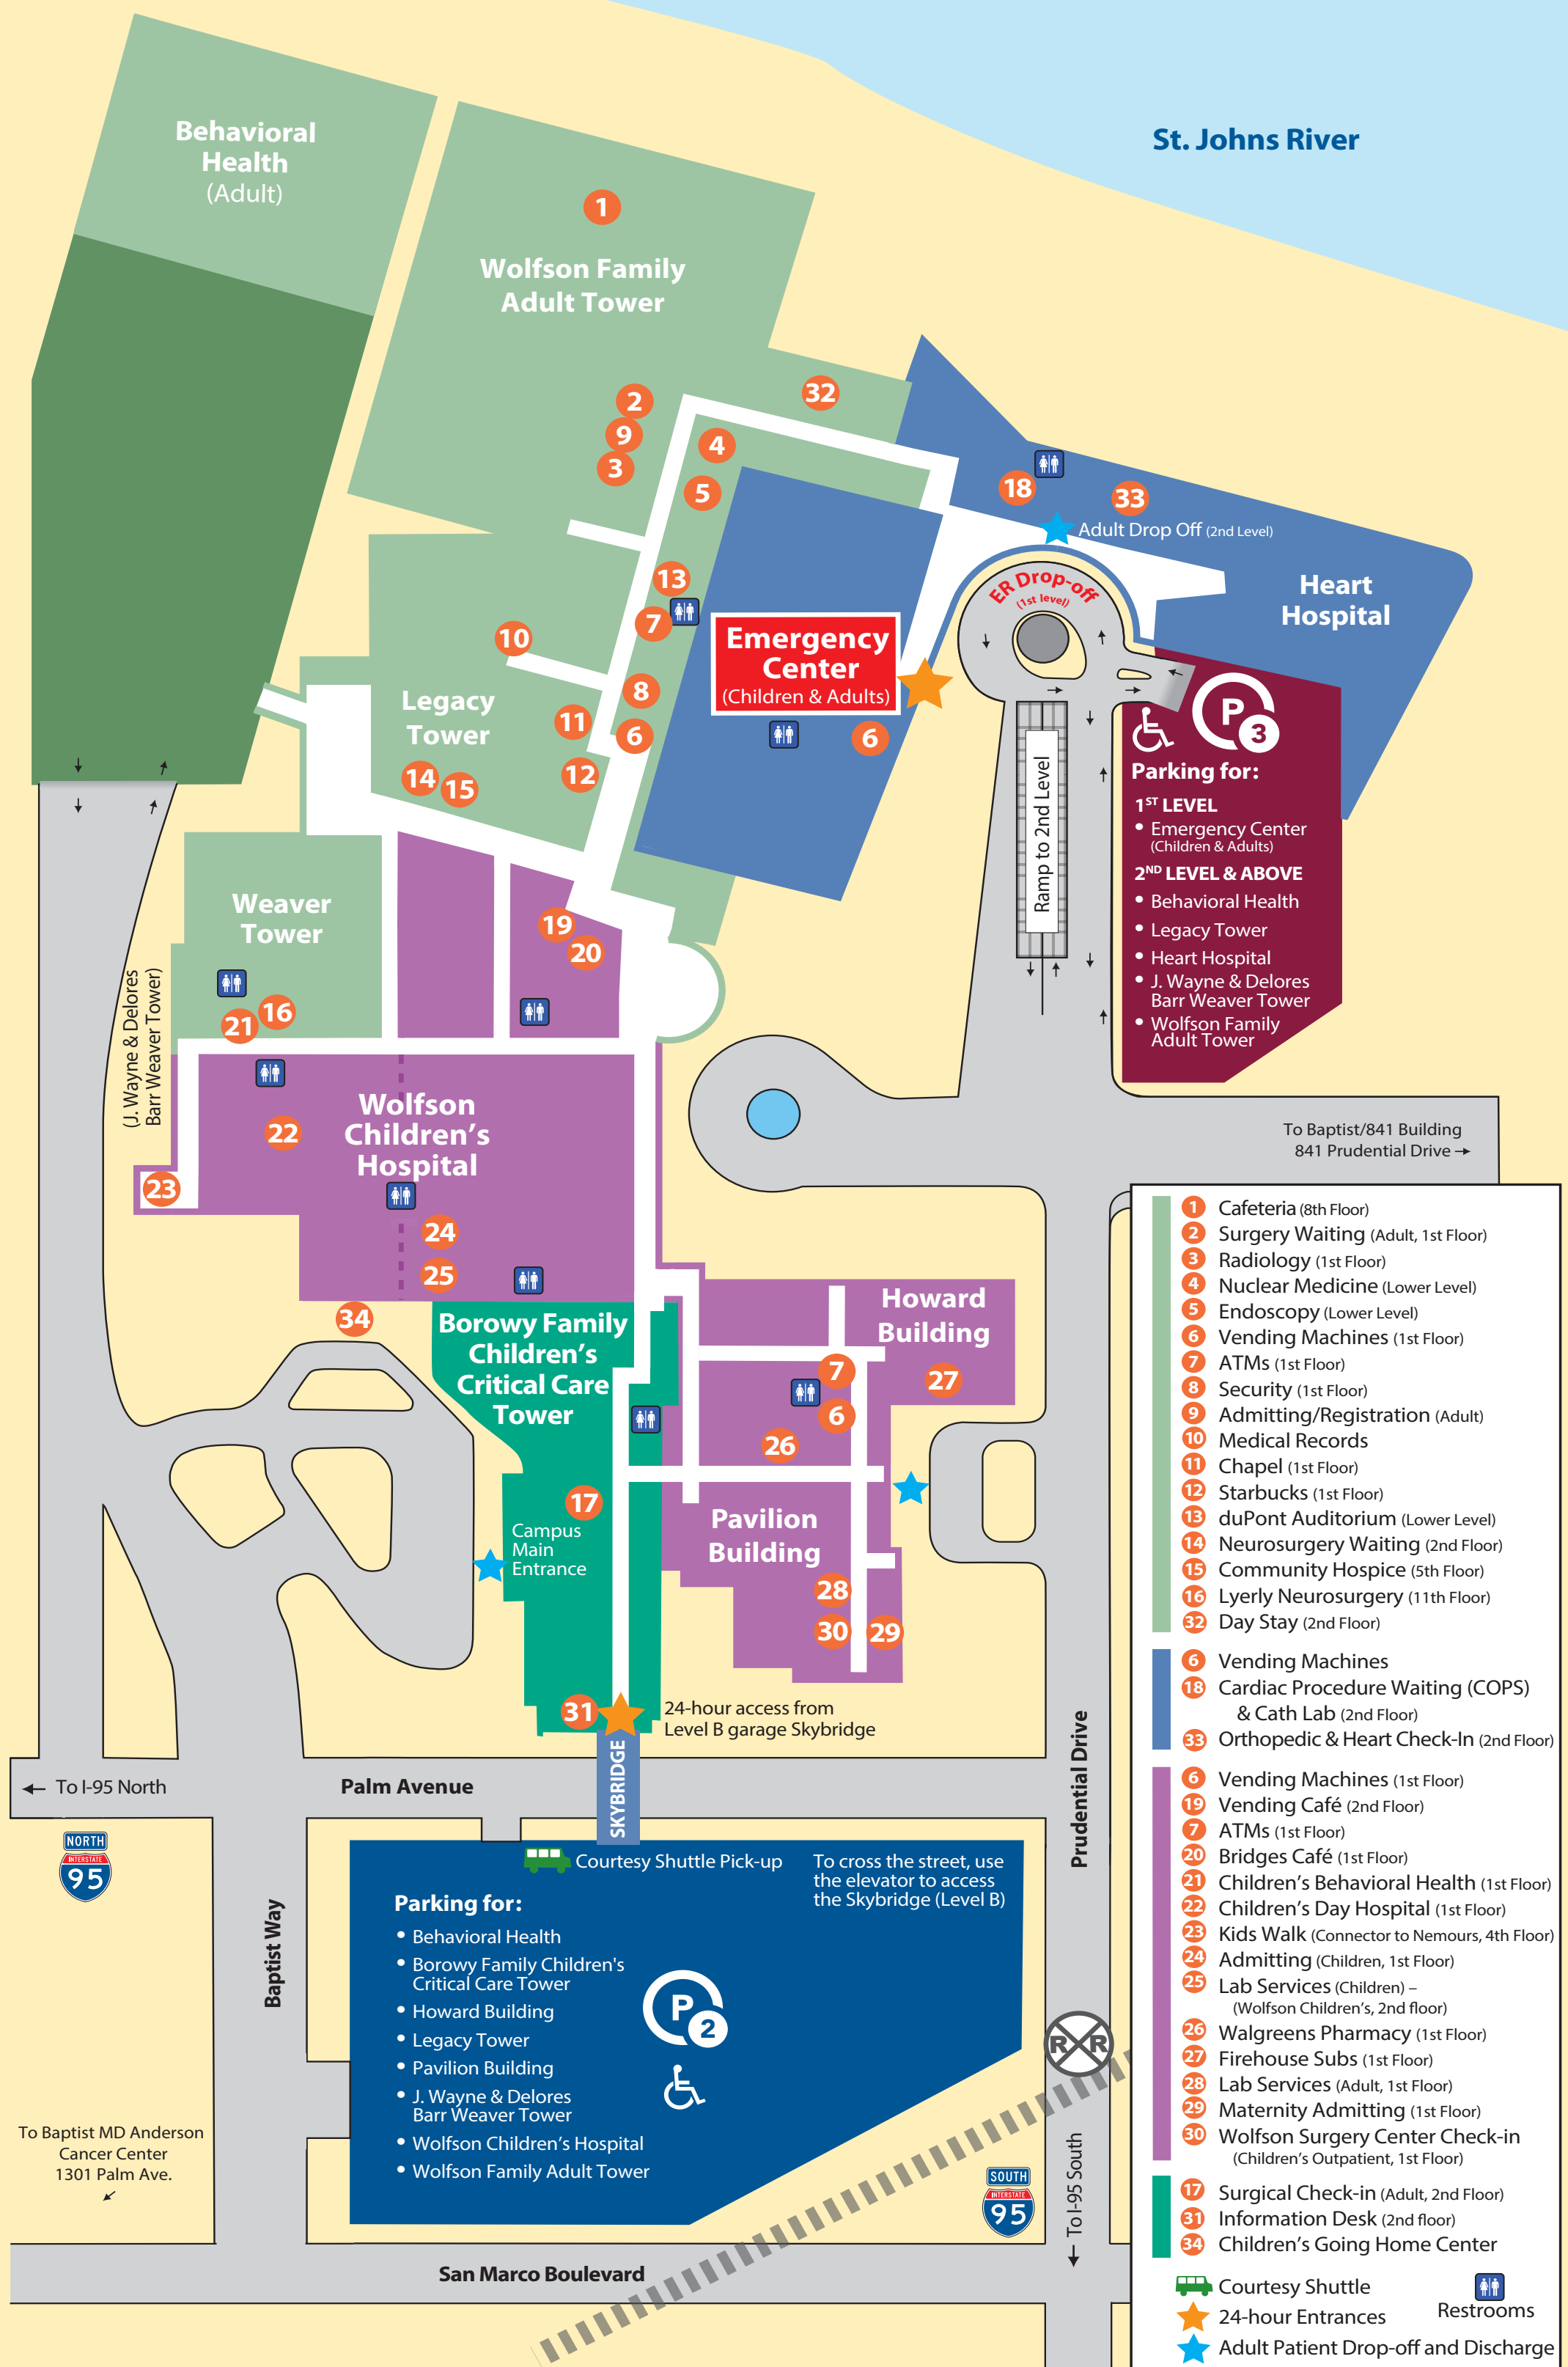 Behavioral
Health
(Adult)
St. Johns River
1
Wolfson Family
Adult Tower
2
9
3
32
4
5
18
33
Adult Drop Off (2nd Level)
Heart
Hospital
ER Drop-off
(1st level)
13
7
10
Emergency
Center
(Children & Adults)
6
8
6
11
12
Legacy
Tower
14
15
Ramp to 2nd Level
P
3
Parking for:
1ST LEVEL
• Emergency Center
(Children & Adults)
2ND LEVEL & ABOVE
• Behavioral Health
• Legacy Tower
• Heart Hospital
• J. Wayne & Delores
Barr Weaver Tower
• Wolfson Family
Adult Tower
Weaver
Tower
19
20
16
21
(J. Wayne & Delores
Barr Weaver Tower)
Wolfson
Children's
Hospital
22
23
24
25
34
To Baptist/841 Building
841 Prudential Drive →
Borowy Family
Children's
Critical Care
Tower
Howard
Building
7
27
6
26
17
Campus
Main
Entrance
Pavilion
Building
28
30
29
31
24-hour access from
Level B garage Skybridge
SKYBRIDGE
← To I-95 North
Palm Avenue
Prudential Drive
NORTH
INTERSTATE
95
Baptist Way
Courtesy Shuttle Pick-up
To cross the street, use
the elevator to access
the Skybridge (Level B)
Parking for:
• Behavioral Health
• Borowy Family Children's
Critical Care Tower
• Howard Building
• Legacy Tower
• Pavilion Building
• J. Wayne & Delores
Barr Weaver Tower
• Wolfson Children's Hospital
• Wolfson Family Adult Tower
P
2
R R
To Baptist MD Anderson
Cancer Center
1301 Palm Ave.
SOUTH
INTERSTATE
95
← To I-95 South
San Marco Boulevard
1 Cafeteria (8th Floor)
2 Surgery Waiting (Adult, 1st Floor)
3 Radiology (1st Floor)
4 Nuclear Medicine (Lower Level)
5 Endoscopy (Lower Level)
6 Vending Machines (1st Floor)
7 ATMs (1st Floor)
8 Security (1st Floor)
9 Admitting/Registration (Adult)
10 Medical Records
11 Chapel (1st Floor)
12 Starbucks (1st Floor)
13 duPont Auditorium (Lower Level)
14 Neurosurgery Waiting (2nd Floor)
15 Community Hospice (5th Floor)
16 Lyerly Neurosurgery (11th Floor)
32 Day Stay (2nd Floor)
6 Vending Machines
18 Cardiac Procedure Waiting (COPS)
& Cath Lab (2nd Floor)
33 Orthopedic & Heart Check-In (2nd Floor)
6 Vending Machines (1st Floor)
19 Vending Café (2nd Floor)
7 ATMs (1st Floor)
20 Bridges Café (1st Floor)
21 Children's Behavioral Health (1st Floor)
22 Children's Day Hospital (1st Floor)
23 Kids Walk (Connector to Nemours, 4th Floor)
24 Admitting (Children, 1st Floor)
25 Lab Services (Children) –
(Wolfson Children's, 2nd floor)
26 Walgreens Pharmacy (1st Floor)
27 Firehouse Subs (1st Floor)
28 Lab Services (Adult, 1st Floor)
29 Maternity Admitting (1st Floor)
30 Wolfson Surgery Center Check-in
(Children's Outpatient, 1st Floor)
17 Surgical Check-in (Adult, 2nd Floor)
31 Information Desk (2nd floor)
34 Children's Going Home Center
Courtesy Shuttle
24-hour Entrances
Restrooms
Adult Patient Drop-off and Discharge